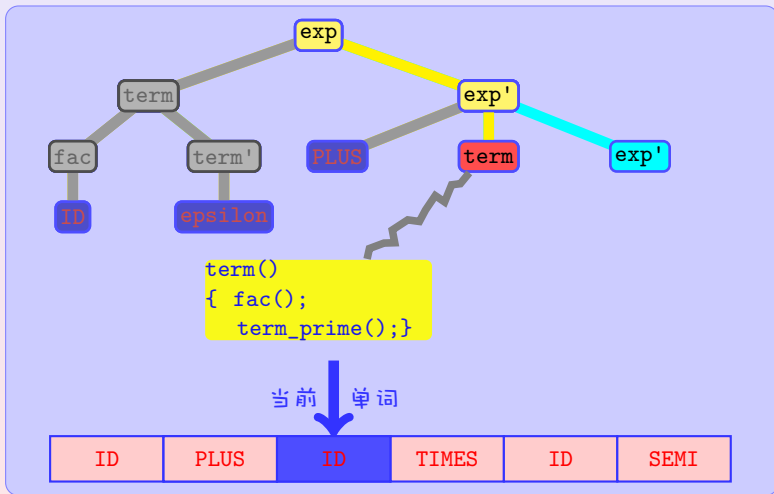 exp
term exp'
fac term' PLUS term exp'
ID epsilon
term()
{ fac();
term_prime();}
当前 单词
ID PLUS ID TIMES ID SEMI